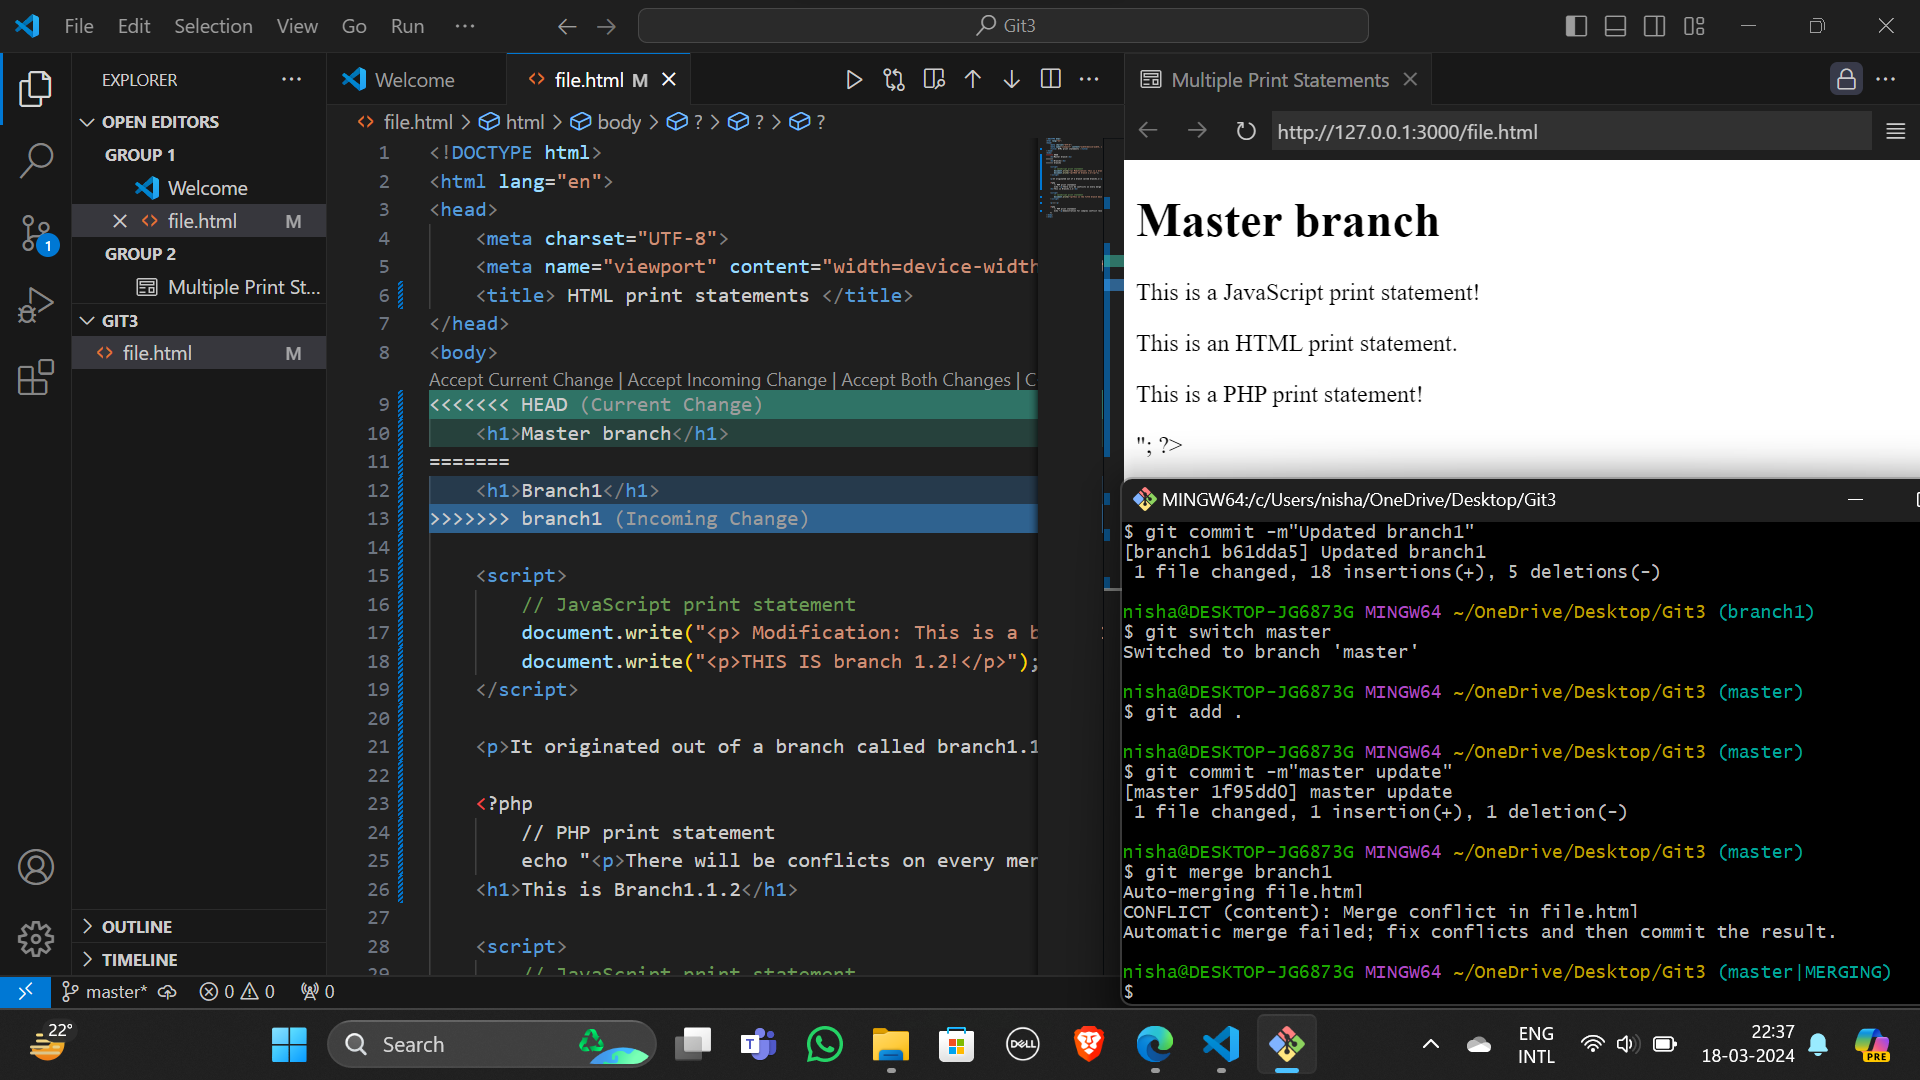 File Edit Selection View Go Run ···
Git3
EXPLORER
OPEN EDITORS
GROUP 1
Welcome
file.html M
GROUP 2
Multiple Print St...
GIT3
file.html M
OUTLINE
TIMELINE
Welcome
file.html M
file.html > html > body > ? > ? > ?
1 <!DOCTYPE html>
2 <html lang="en">
3 <head>
4 <meta charset="UTF-8">
5 <meta name="viewport" content="width=device-width
6 <title> HTML print statements </title>
7 </head>
8 <body>
Accept Current Change | Accept Incoming Change | Accept Both Changes | C
9 <<<<<<< HEAD (Current Change)
10 <h1>Master branch</h1>
11 =======
12 <h1>Branch1</h1>
13 >>>>>>> branch1 (Incoming Change)
14
15 <script>
16 // JavaScript print statement
17 document.write("<p> Modification: This is a b
18 document.write("<p>THIS IS branch 1.2!</p>");
19 </script>
20
21 <p>It originated out of a branch called branch1.1
22
23 <?php
24 // PHP print statement
25 echo "<p>There will be conflicts on every mer
26 <h1>This is Branch1.1.2</h1>
27
28 <script>
29 // JavaScript print statement
Multiple Print Statements
http://127.0.0.1:3000/file.html
Master branch
This is a JavaScript print statement!
This is an HTML print statement.
This is a PHP print statement!
"; ?>
MINGW64:/c/Users/nisha/OneDrive/Desktop/Git3
$ git commit -m"Updated branch1"
[branch1 b61dda5] Updated branch1
1 file changed, 18 insertions(+), 5 deletions(-)
nisha@DESKTOP-JG6873G MINGW64 ~/OneDrive/Desktop/Git3 (branch1)
$ git switch master
Switched to branch 'master'
nisha@DESKTOP-JG6873G MINGW64 ~/OneDrive/Desktop/Git3 (master)
$ git add .
nisha@DESKTOP-JG6873G MINGW64 ~/OneDrive/Desktop/Git3 (master)
$ git commit -m"master update"
[master 1f95dd0] master update
1 file changed, 1 insertion(+), 1 deletion(-)
nisha@DESKTOP-JG6873G MINGW64 ~/OneDrive/Desktop/Git3 (master)
$ git merge branch1
Auto-merging file.html
CONFLICT (content): Merge conflict in file.html
Automatic merge failed; fix conflicts and then commit the result.
nisha@DESKTOP-JG6873G MINGW64 ~/OneDrive/Desktop/Git3 (master|MERGING)
$
1
master* 0 0 0
22°
Search
T
DELL
ENG
INTL
22:37
18-03-2024
PRE